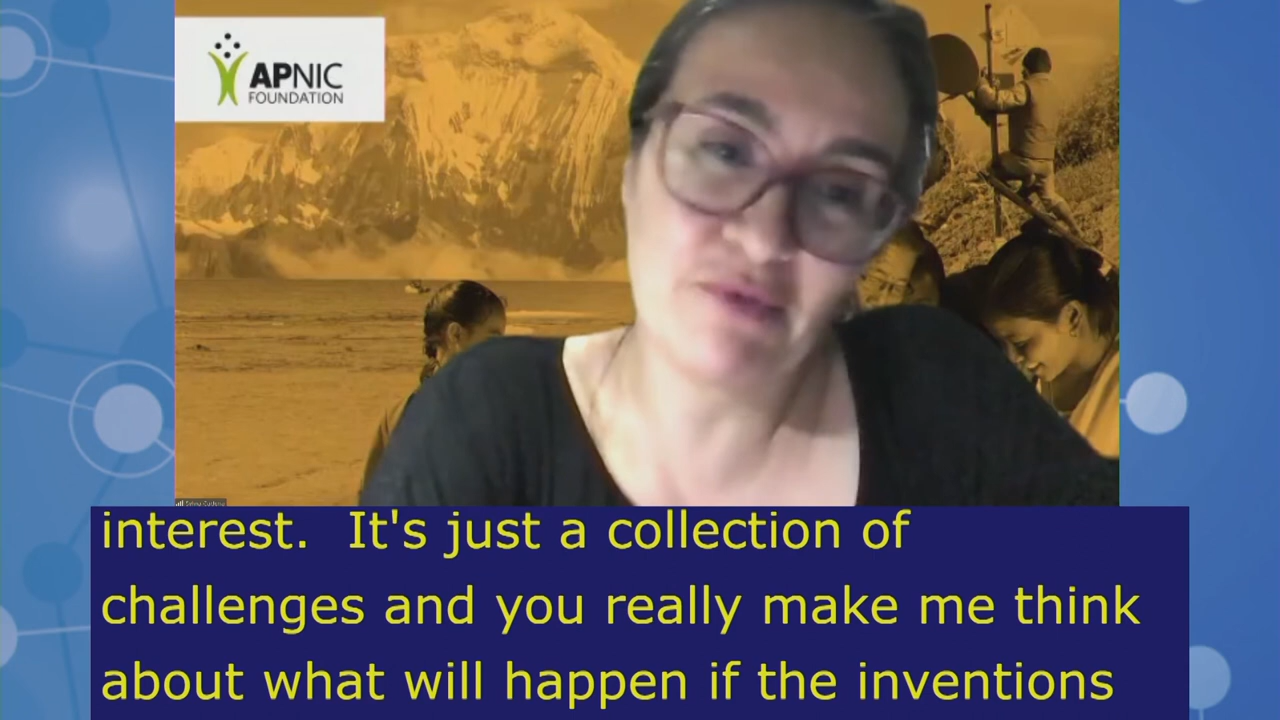 APNIC
FOUNDATION
interest.  It's just a collection of
challenges and you really make me think
about what will happen if the inventions